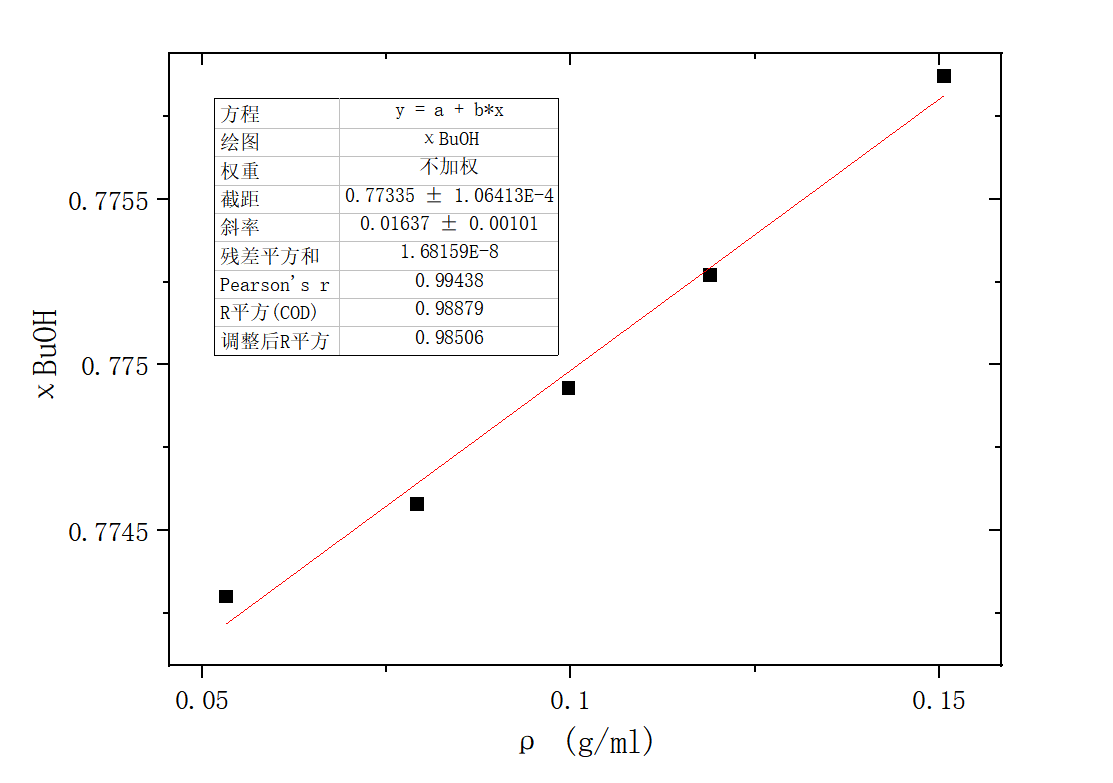 方程 y = a + b*x
绘图 x BuOH
权重 不加权
截距 0.77335 ± 1.06413E-4
斜率 0.01637 ± 0.00101
残差平方和 1.68159E-8
Pearson's r 0.99438
R平方(COD) 0.98879
调整后R平方 0.98506
0.7755
0.775
0.7745
x BuOH
0.05 0.1 0.15
ρ (g/ml)